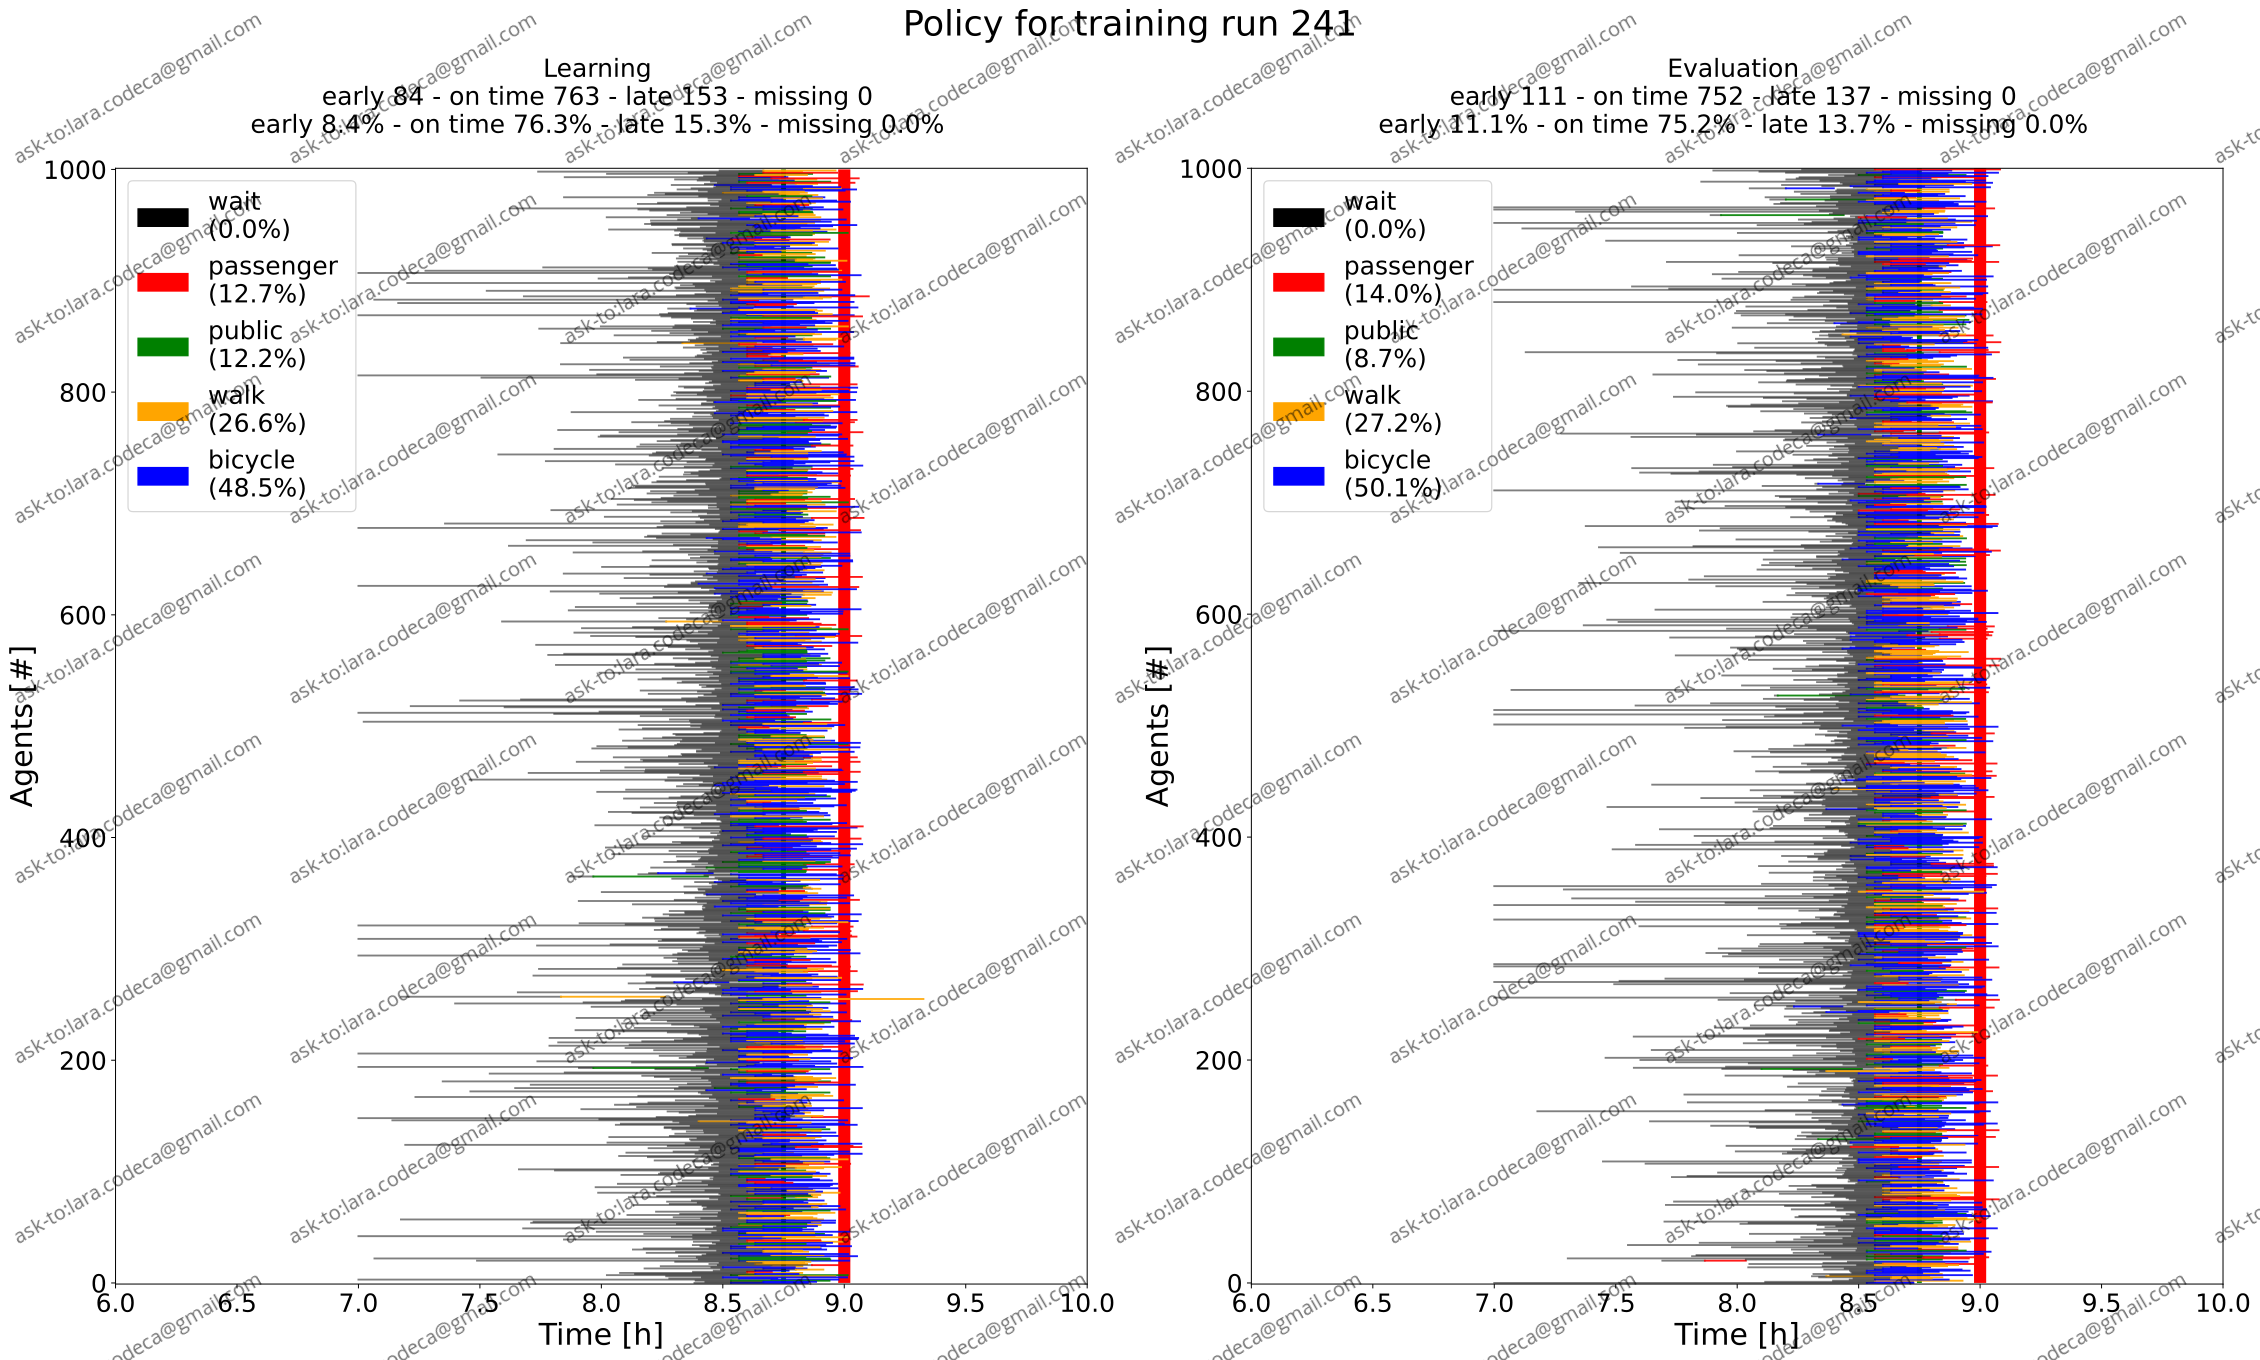 Policy for training run 241
Learning
early 84 - on time 763 - late 153 - missing 0
early 8.4% - on time 76.3% - late 15.3% - missing 0.0%
1000
800
600
400
200
0
Agents [#]
wait
(0.0%)
passenger
(12.7%)
public
(12.2%)
walk
(26.6%)
bicycle
(48.5%)
6.0 6.5 7.0 7.5 8.0 8.5 9.0 9.5 10.0
Time [h]
Evaluation
early 111 - on time 752 - late 137 - missing 0
early 11.1% - on time 75.2% - late 13.7% - missing 0.0%
1000
800
600
400
200
0
Agents [#]
wait
(0.0%)
passenger
(14.0%)
public
(8.7%)
walk
(27.2%)
bicycle
(50.1%)
6.0 6.5 7.0 7.5 8.0 8.5 9.0 9.5 10.0
Time [h]
ask-to:lara.codeca@gmail.com